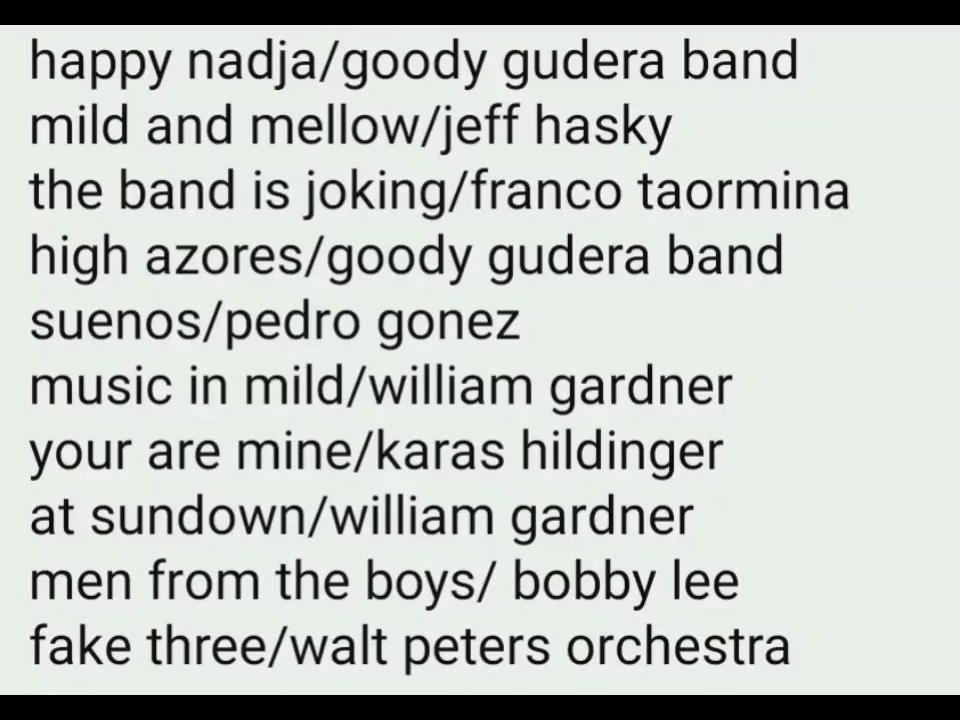 happy nadja/goody gudera band
mild and mellow/jeff hasky
the band is joking/franco taormina
high azores/goody gudera band
suenos/pedro gonez
music in mild/william gardner
your are mine/karas hildinger
at sundown/william gardner
men from the boys/ bobby lee
fake three/walt peters orchestra